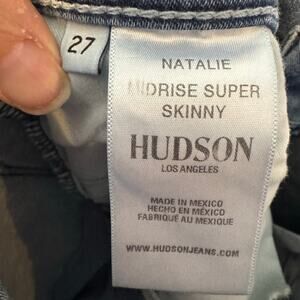 27
NATALIE
MIDRISE SUPER
SKINNY
HUDSON
LOS ANGELES
MADE IN MEXICO
HECHO EN MÉXICO
FABRIQUÉ AU MEXIQUE
WWW.HUDSONJEANS.COM